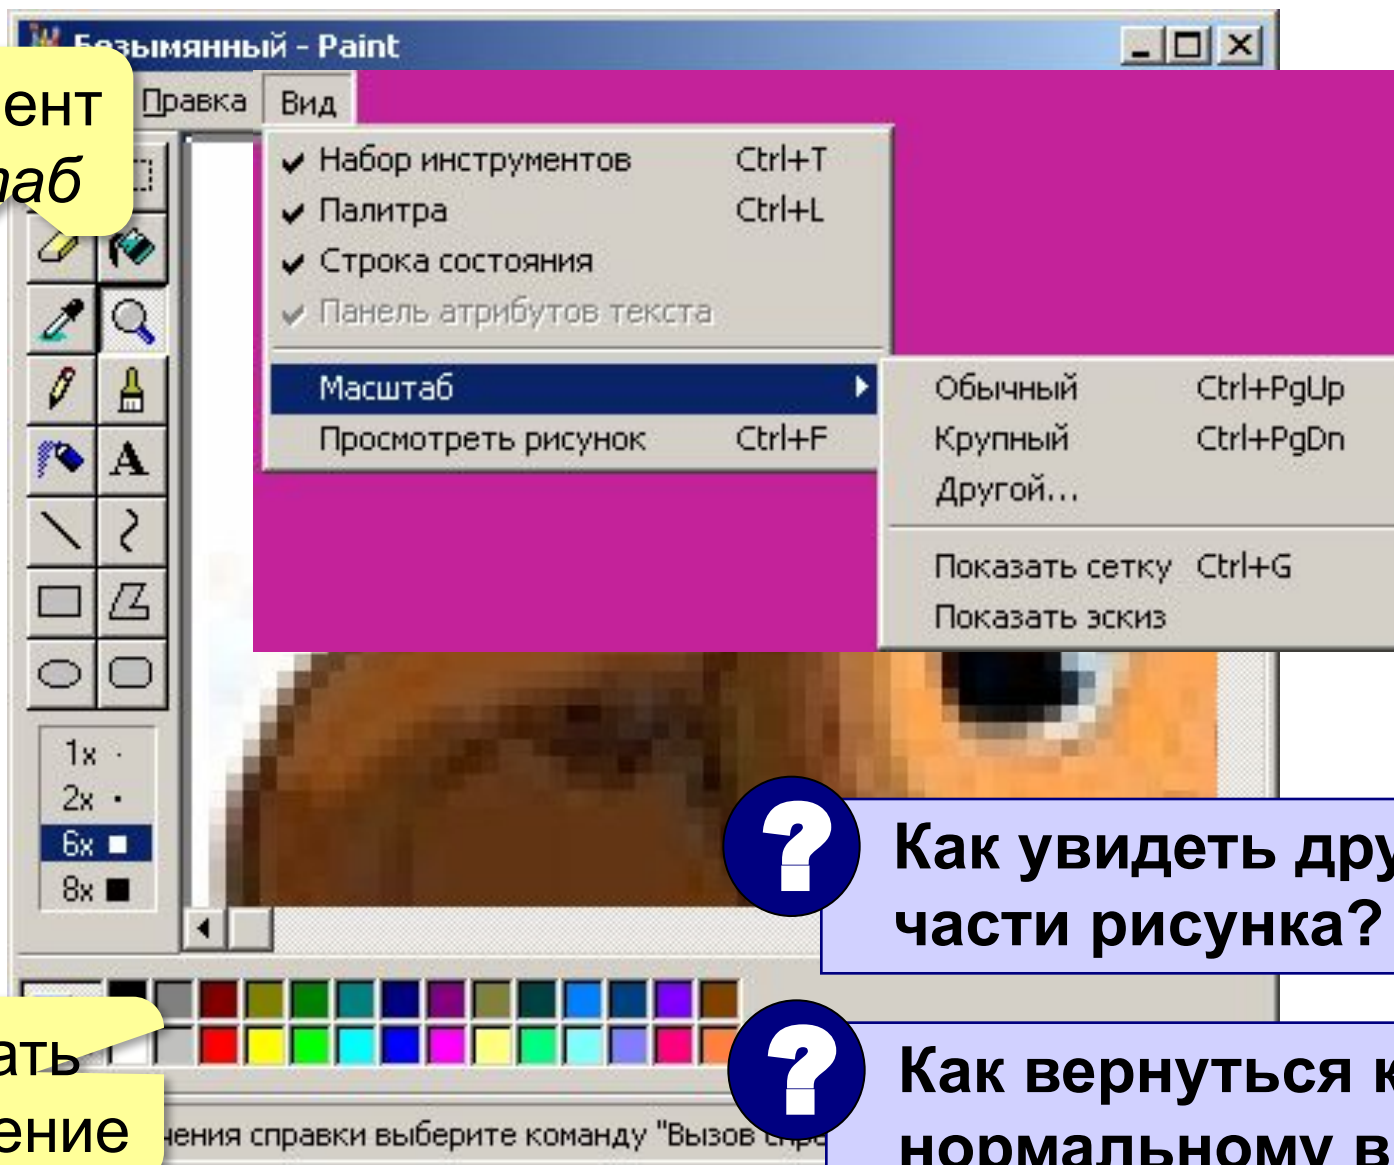 Безымянный - Paint
ент
таб
Правка Вид
Набор инструментов Ctrl+T
Палитра Ctrl+L
Строка состояния
Панель атрибутов текста
Масштаб
Просмотреть рисунок Ctrl+F
Обычный Ctrl+PgUp
Крупный Ctrl+PgDn
Другой...
Показать сетку Ctrl+G
Показать эскиз
A
1x
2x
6x
8x
? Как увидеть дру
части рисунка?
ать
ение
? Как вернуться к
нормальному в
чения справки выберите команду "Вызов спра